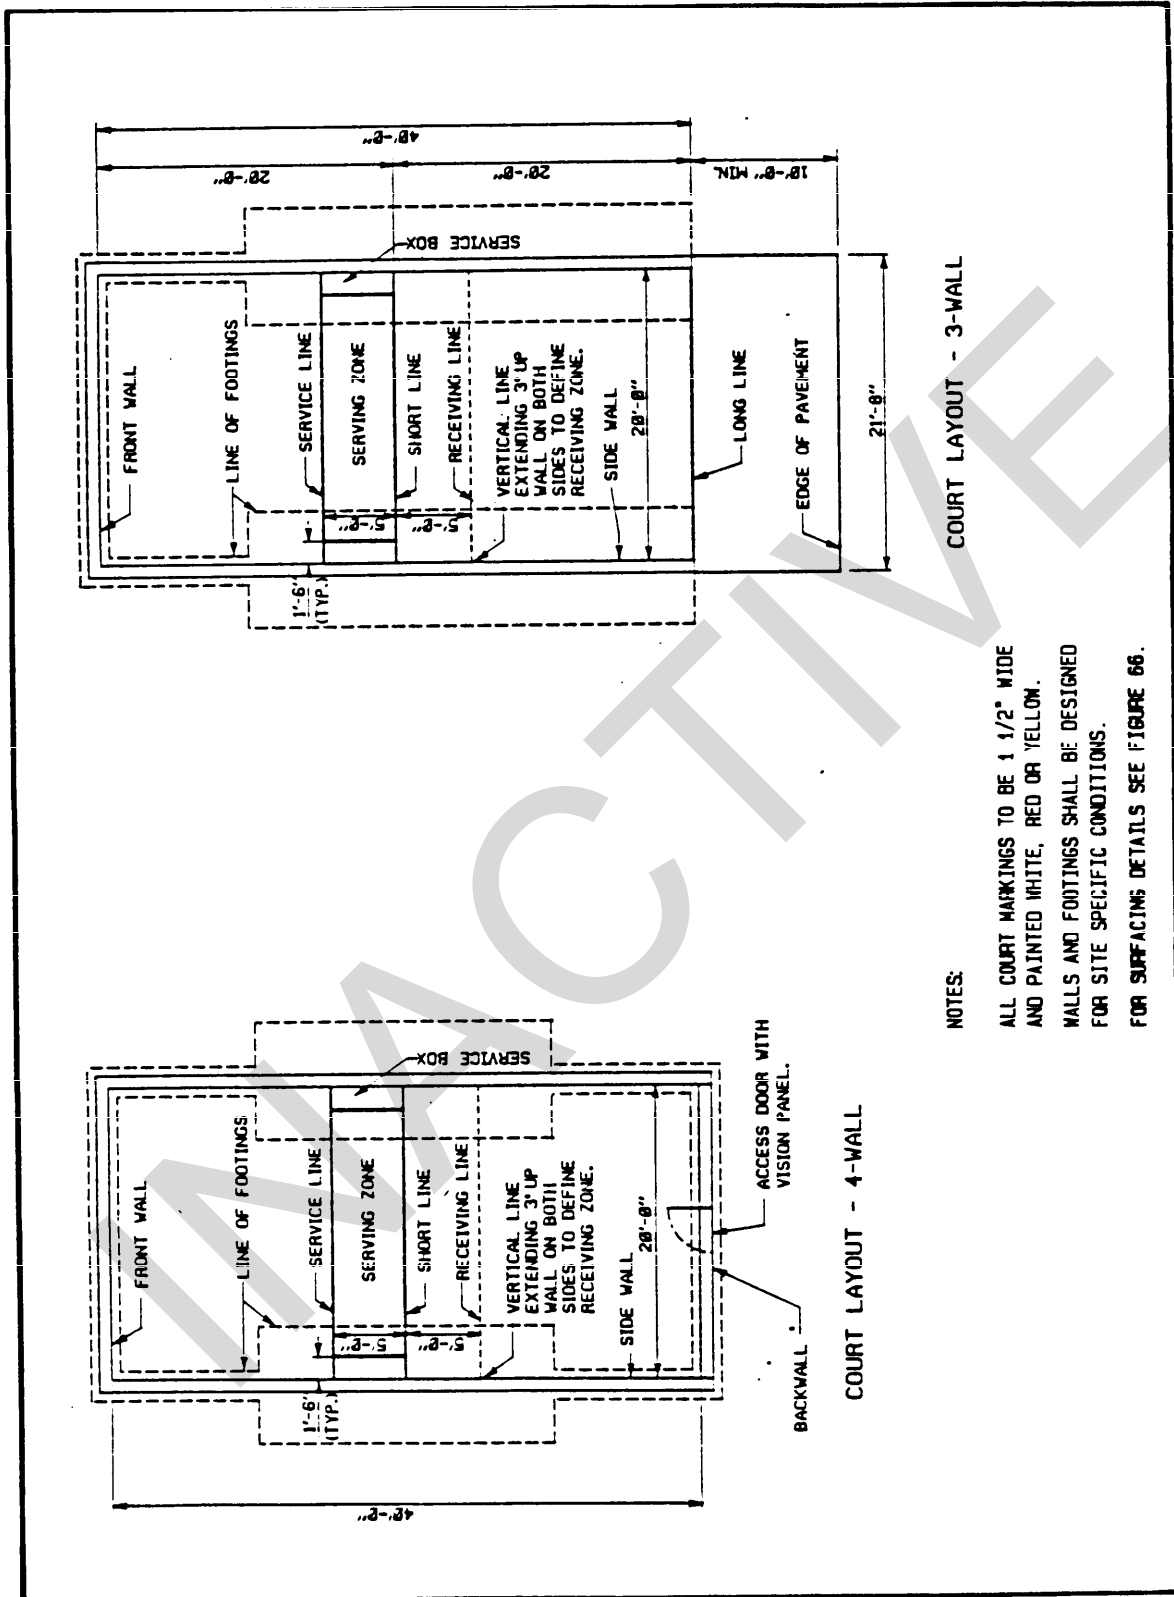 FRONT WALL
LINE OF FOOTINGS
SERVICE LINE
SERVING ZONE
SHORT LINE
RECEIVING LINE
VERTICAL LINE
EXTENDING 3" UP
WALL ON BOTH
SIDES TO DEFINE
RECEIVING ZONE.
SIDE WALL
20'-0"
5'-0"
5'-0"
1'-6"
(TYP.)
SERVICE BOX
40'-0"
BACKWALL
ACCESS DOOR WITH
VISION PANEL.
COURT LAYOUT - 4-WALL
FRONT WALL
LINE OF FOOTINGS
SERVICE LINE
SERVING ZONE
SHORT LINE
RECEIVING LINE
VERTICAL LINE
EXTENDING 3" UP
WALL ON BOTH
SIDES TO DEFINE
RECEIVING ZONE.
SIDE WALL
20'-0"
5'-0"
5'-0"
1'-6"
(TYP.)
SERVICE BOX
20'-0"
20'-0"
40'-0"
10'-0" MIN.
LONG LINE
EDGE OF PAVEMENT
21'-0"
COURT LAYOUT - 3-WALL
NOTES:
ALL COURT MARKINGS TO BE 1 1/2" WIDE
AND PAINTED WHITE, RED OR YELLOW.
WALLS AND FOOTINGS SHALL BE DESIGNED
FOR SITE SPECIFIC CONDITIONS.
FOR SURFACING DETAILS SEE FIGURE 66.
INACTIVE